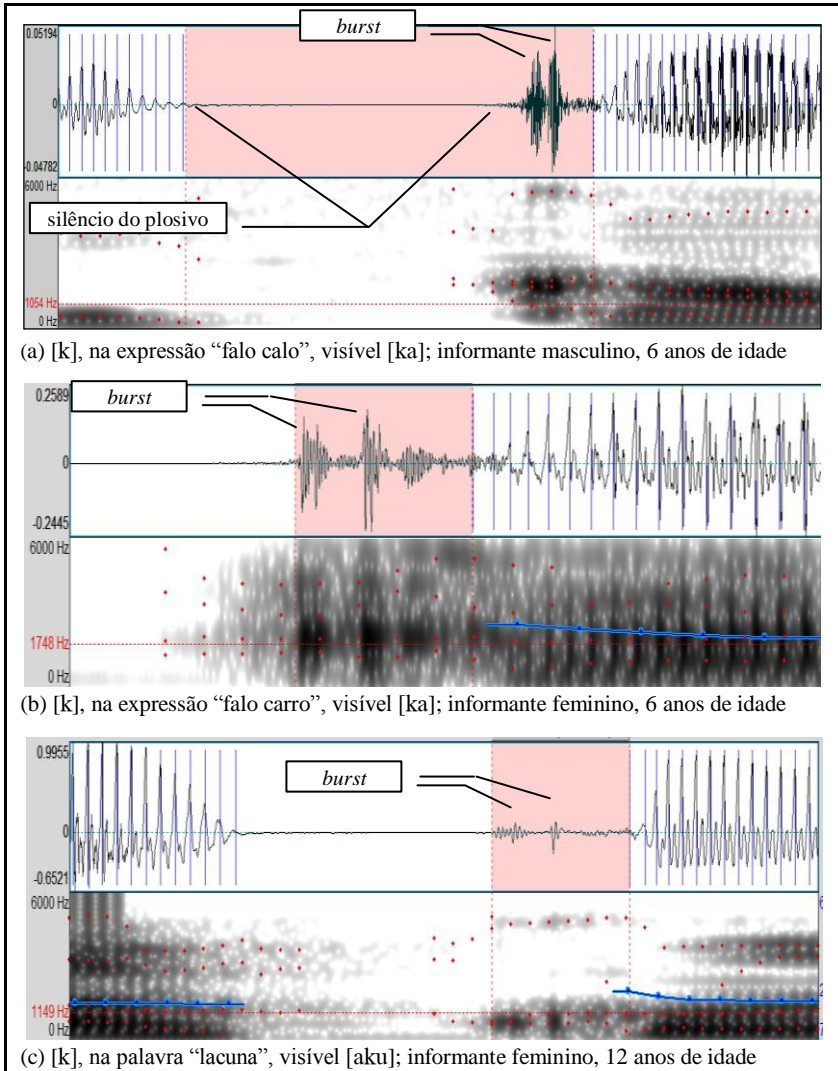 burst
0.05194
0
-0.04782
6000 Hz
silêncio do plosivo
1054 Hz
0 Hz
(a) [k], na expressão “falo calo”, visível [ka]; informante masculino, 6 anos de idade
0.2589
burst
0
-0.2445
6000 Hz
1748 Hz
0 Hz
(b) [k], na expressão “falo carro”, visível [ka]; informante feminino, 6 anos de idade
0.9955
burst
0
-0.6521
6000 Hz
1149 Hz
0 Hz
(c) [k], na palavra “lacuna”, visível [aku]; informante feminino, 12 anos de idade